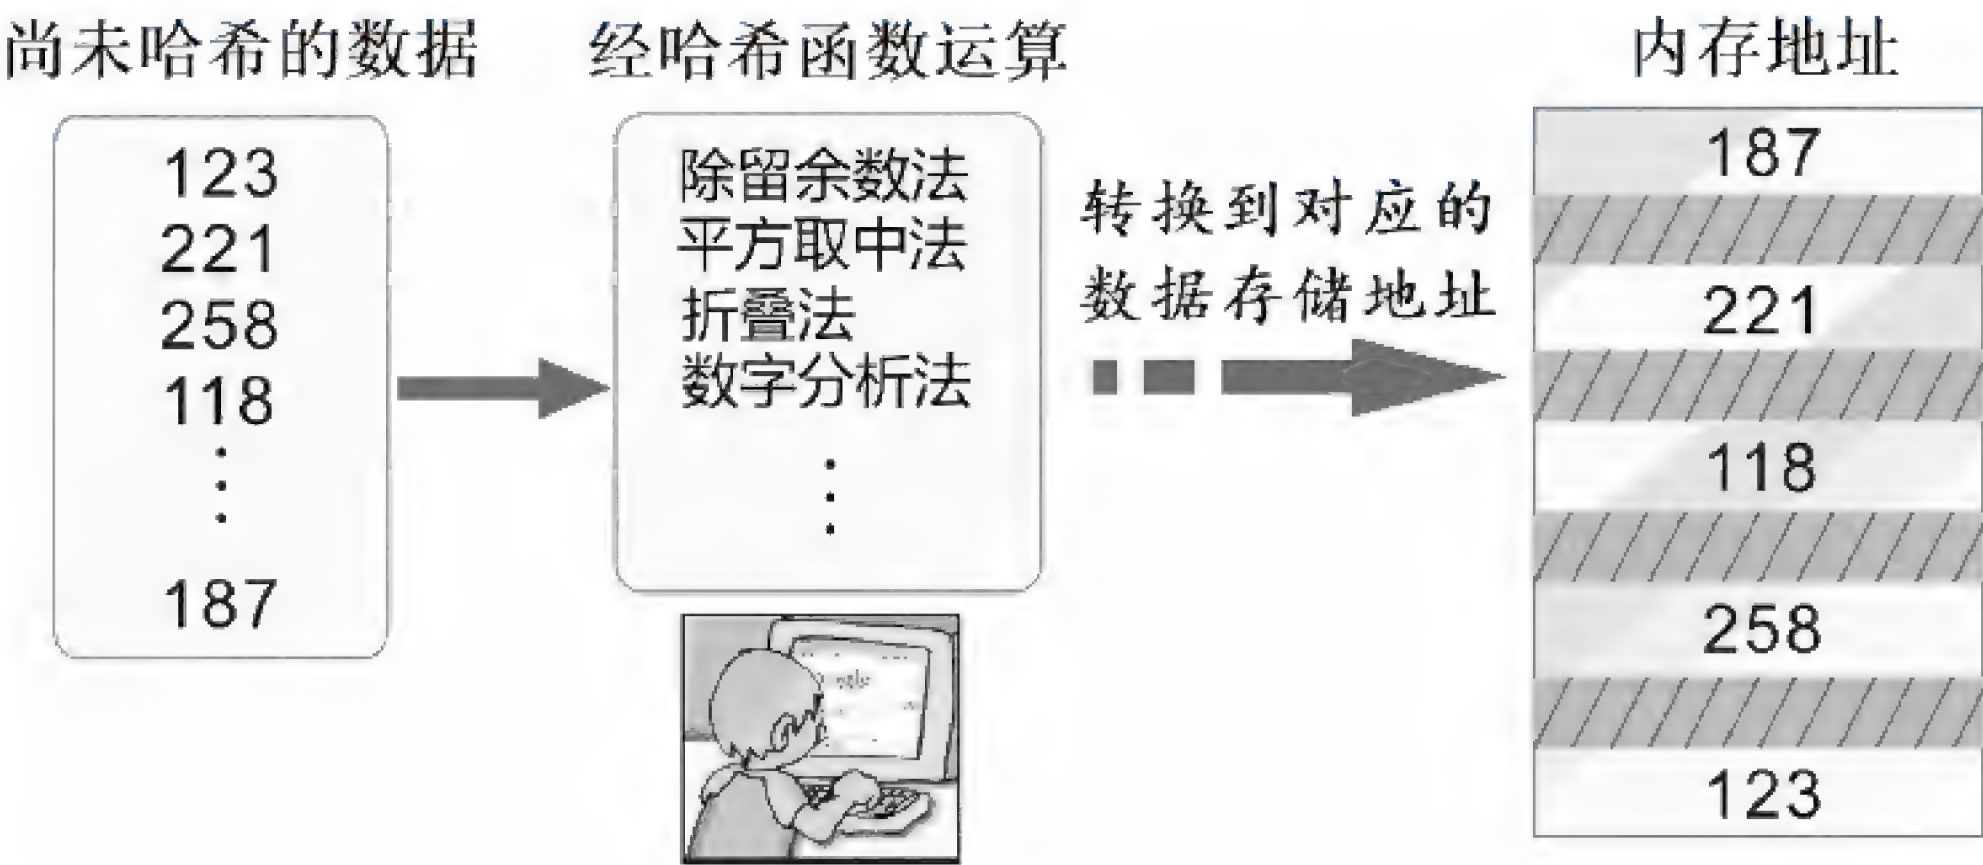 尚未哈希的数据
123
221
258
118
187
经哈希函数运算
除留余数法
平方取中法
折叠法
数字分析法
转换到对应的
数据存储地址
内存地址
187
221
118
258
123